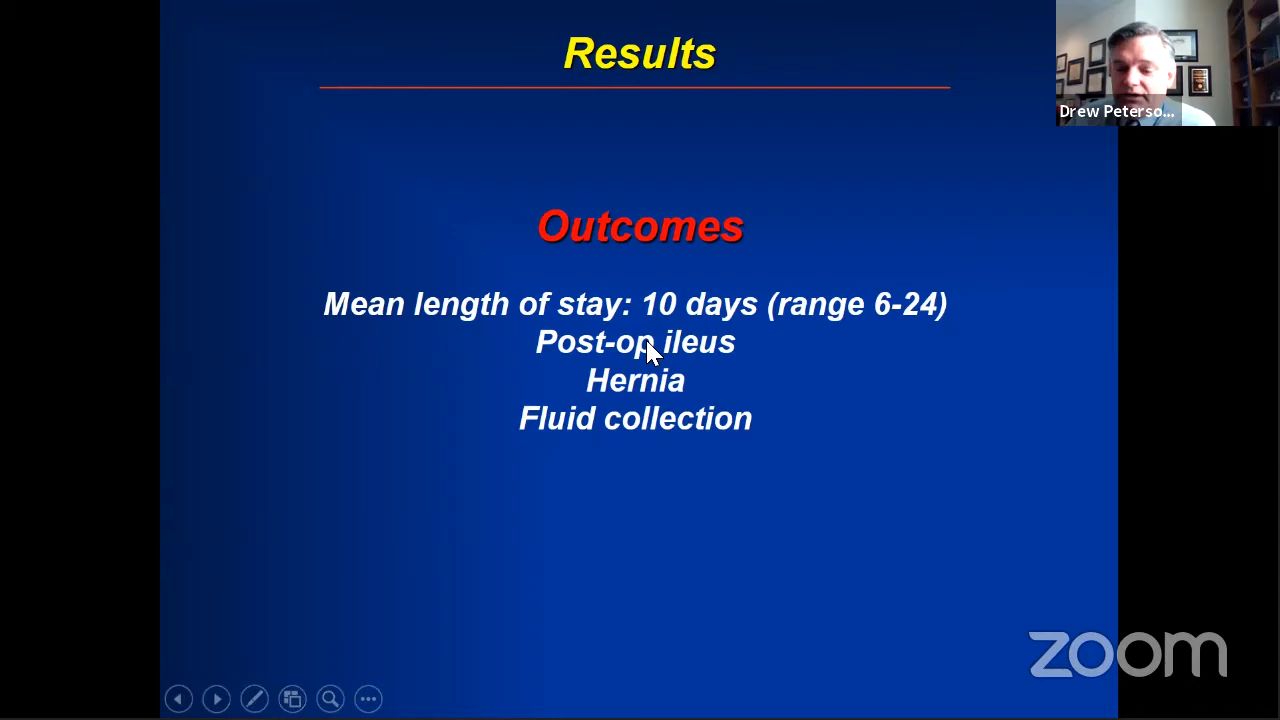 Results
Drew Peterso...
Outcomes
Mean length of stay: 10 days (range 6-24)
Post-op ileus
Hernia
Fluid collection
zoom